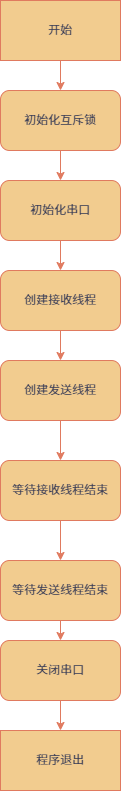 开始
初始化互斥锁
初始化串口
创建接收线程
创建发送线程
等待接收线程结束
等待发送线程结束
关闭串口
程序退出